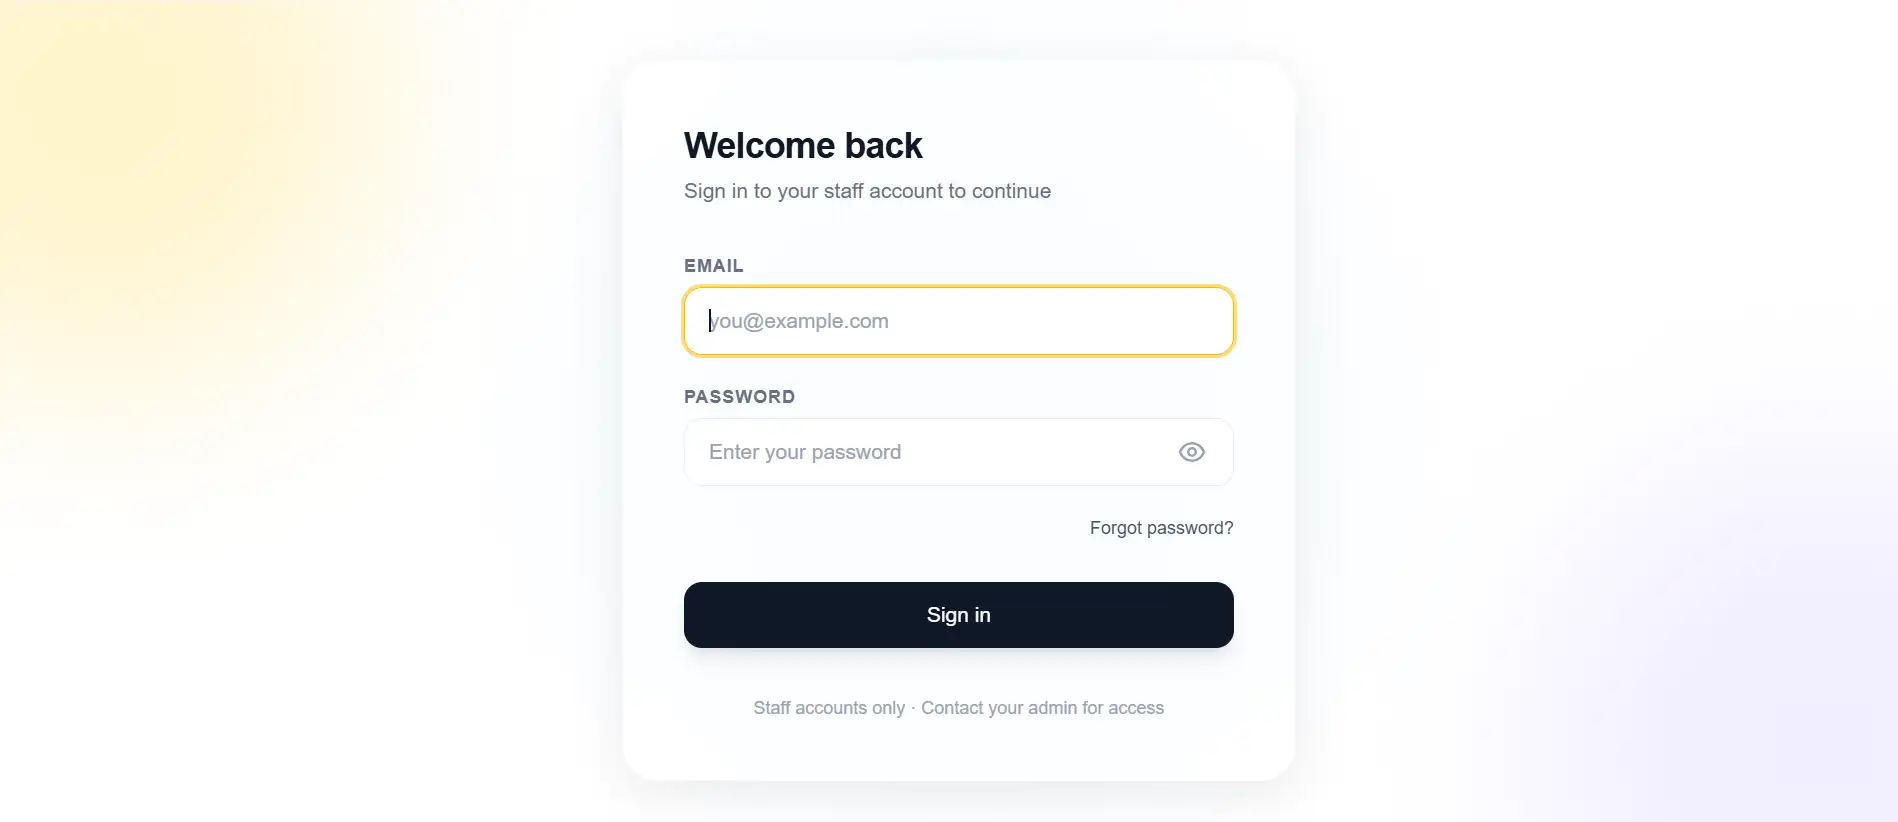 Welcome back
Sign in to your staff account to continue
EMAIL
you@example.com
PASSWORD
Enter your password
Forgot password?
Sign in
Staff accounts only · Contact your admin for access